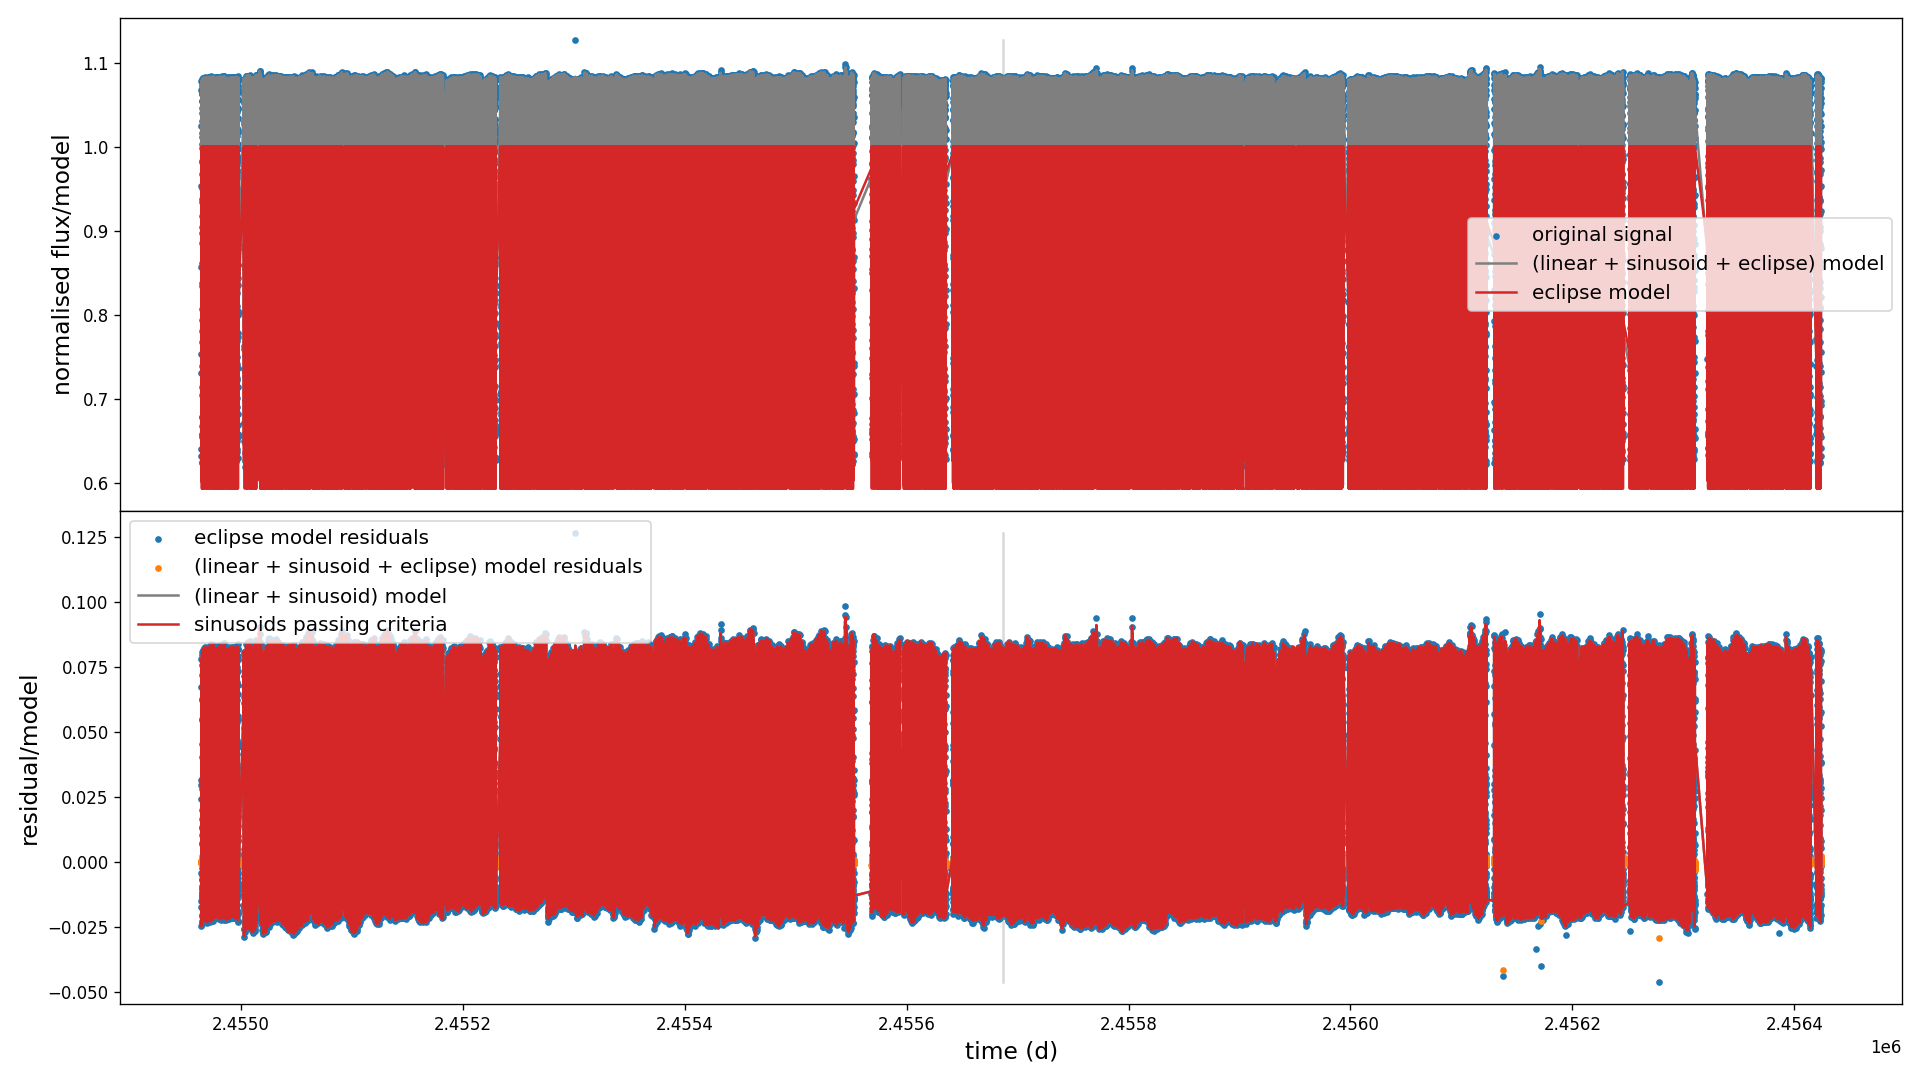 1.1
1.0
0.9
0.8
0.7
0.6
normalised flux/model
original signal
(linear + sinusoid + eclipse) model
eclipse model
0.125
0.100
0.075
0.050
0.025
0.000
−0.025
−0.050
residual/model
eclipse model residuals
(linear + sinusoid + eclipse) model residuals
(linear + sinusoid) model
sinusoids passing criteria
2.4550
2.4552
2.4554
2.4556
2.4558
2.4560
2.4562
2.4564
1e6
time (d)